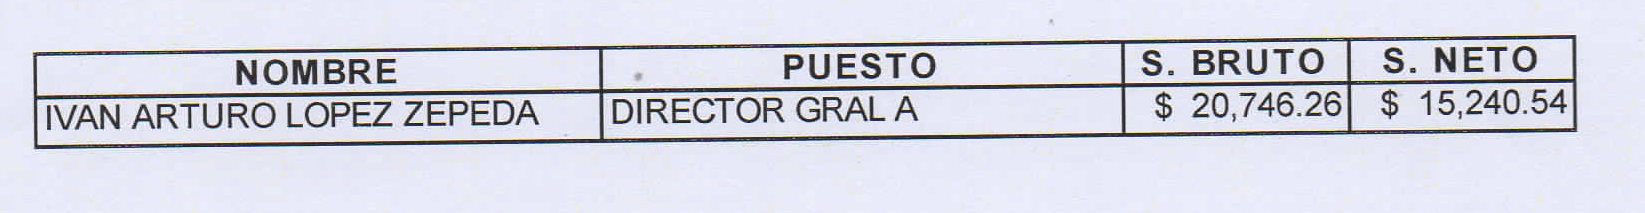 NOMBRE PUESTO S. BRUTO S. NETO
IVAN ARTURO LOPEZ ZEPEDA DIRECTOR GRAL A $ 20,746.26 $ 15,240.54